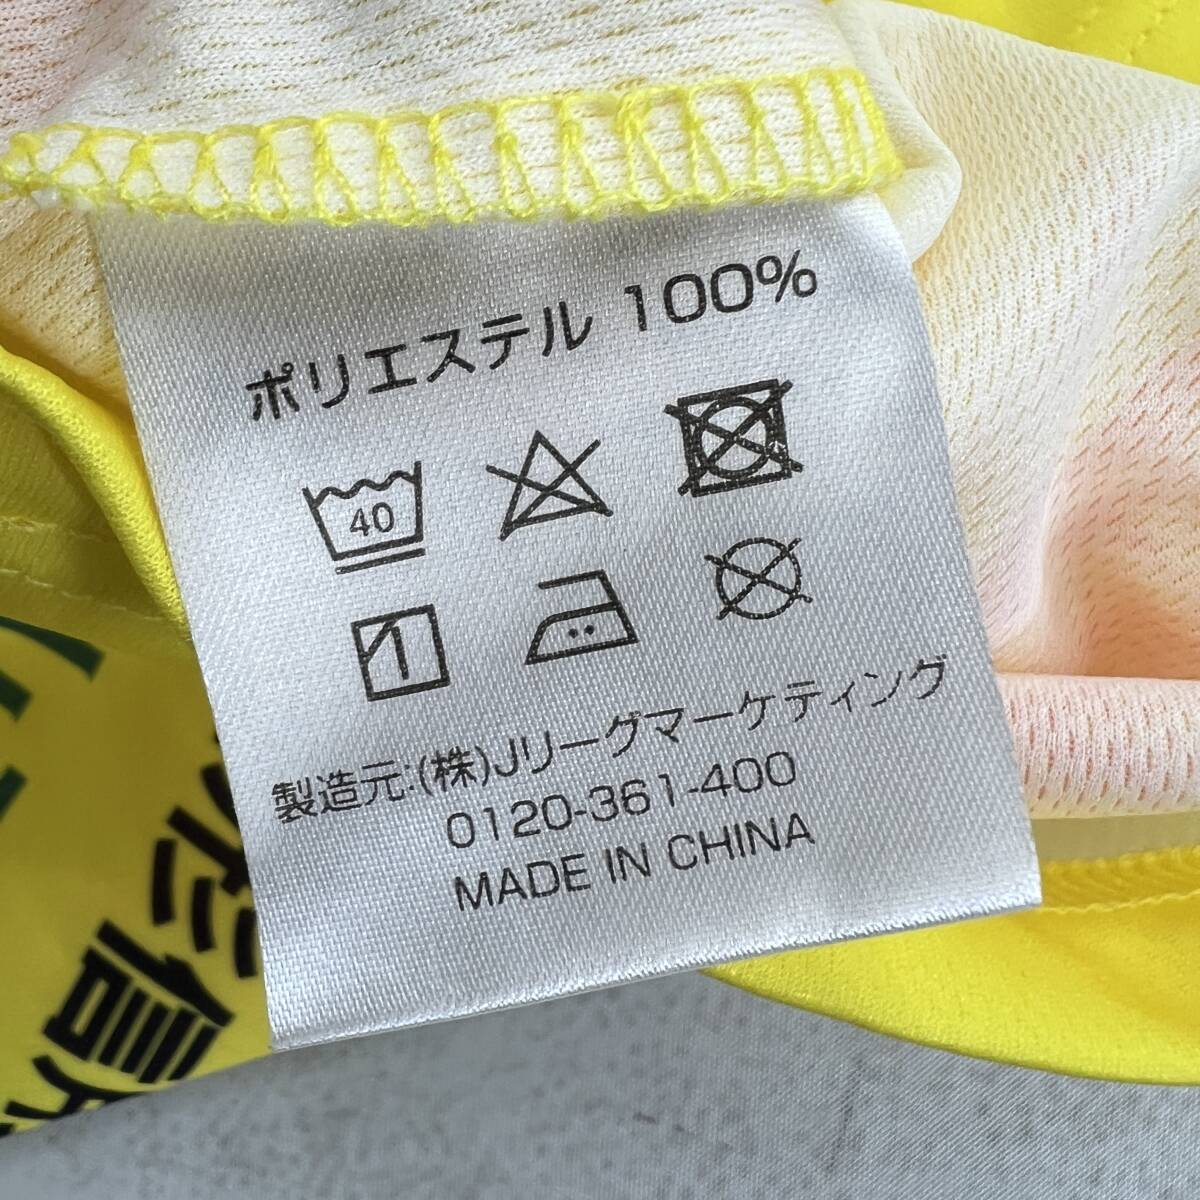 ポリエステル 100%
40
製造元:(株)Jリーグマーケティング
0120-361-400
MADE IN CHINA